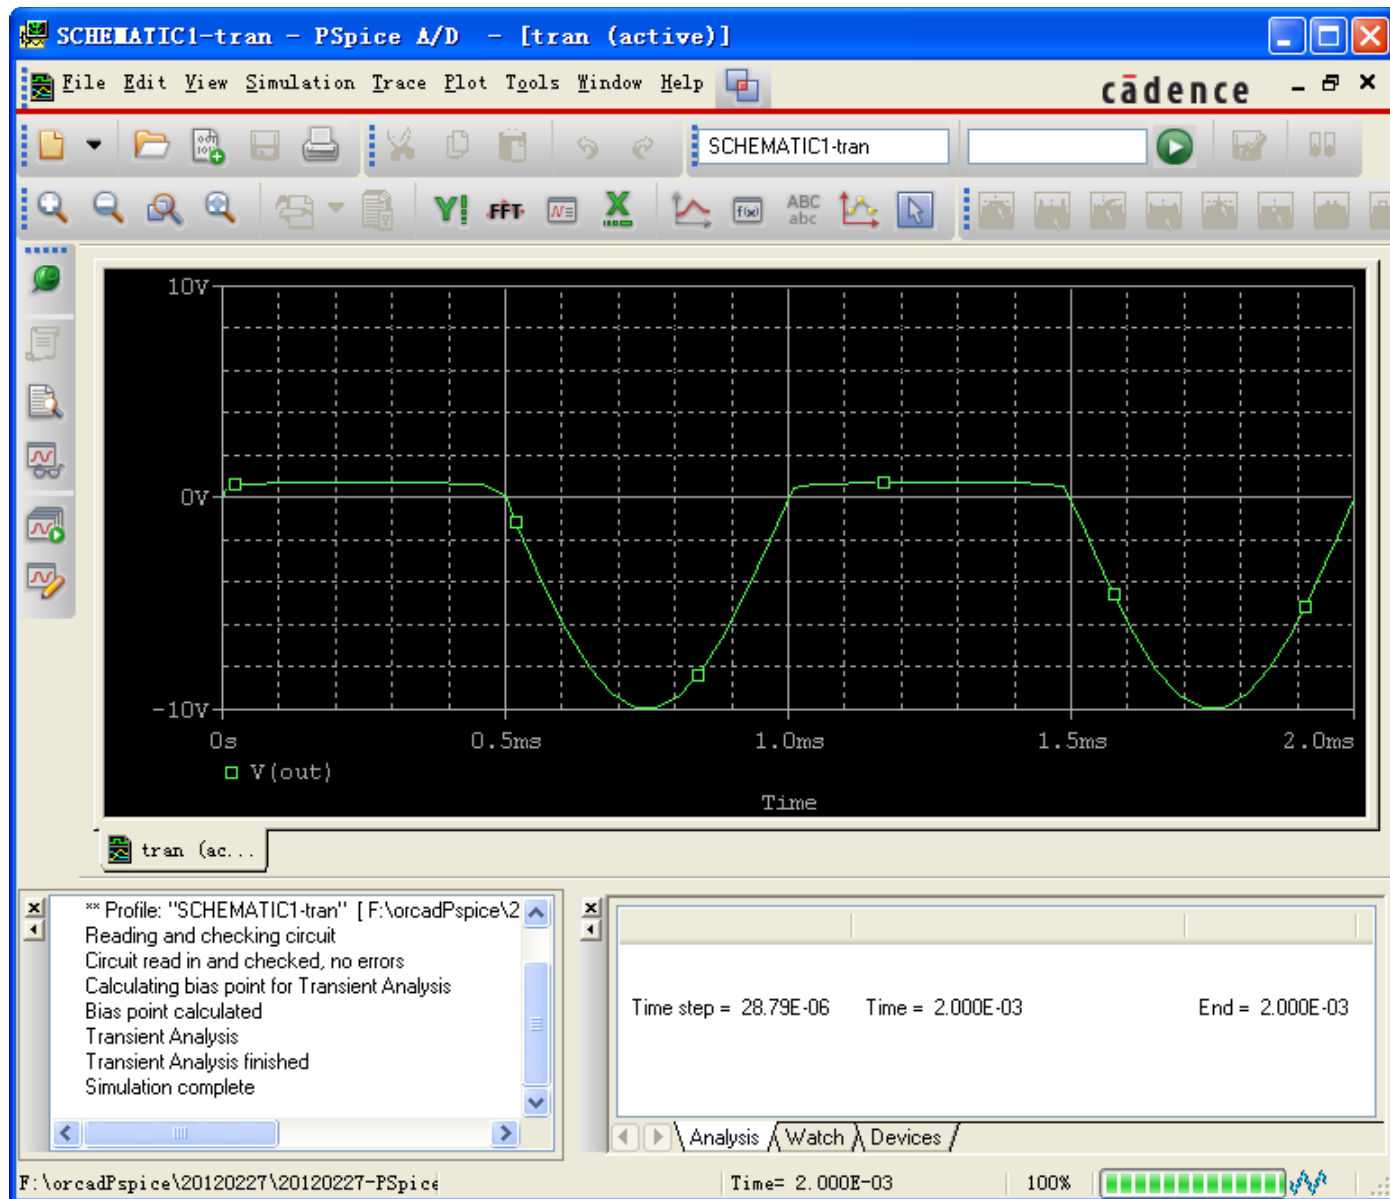 SCHEMATIC1-tran - PSpice A/D - [tran (active)]
File Edit View Simulation Trace Plot Tools Window Help
cādence
SCHEMATIC1-tran
FFT
f(x)
ABC
abc
10V
0V
-10V
0s 0.5ms 1.0ms 1.5ms 2.0ms
V(out)
Time
tran (ac...
** Profile: "SCHEMATIC1-tran" [ F:\orcadPspice\2
Reading and checking circuit
Circuit read in and checked, no errors
Calculating bias point for Transient Analysis
Bias point calculated
Transient Analysis
Transient Analysis finished
Simulation complete
Time step = 28.79E-06 Time = 2.000E-03 End = 2.000E-03
Analysis Watch Devices
F:\orcadPspice\20120227\20120227-PSpice Time= 2.000E-03 100%